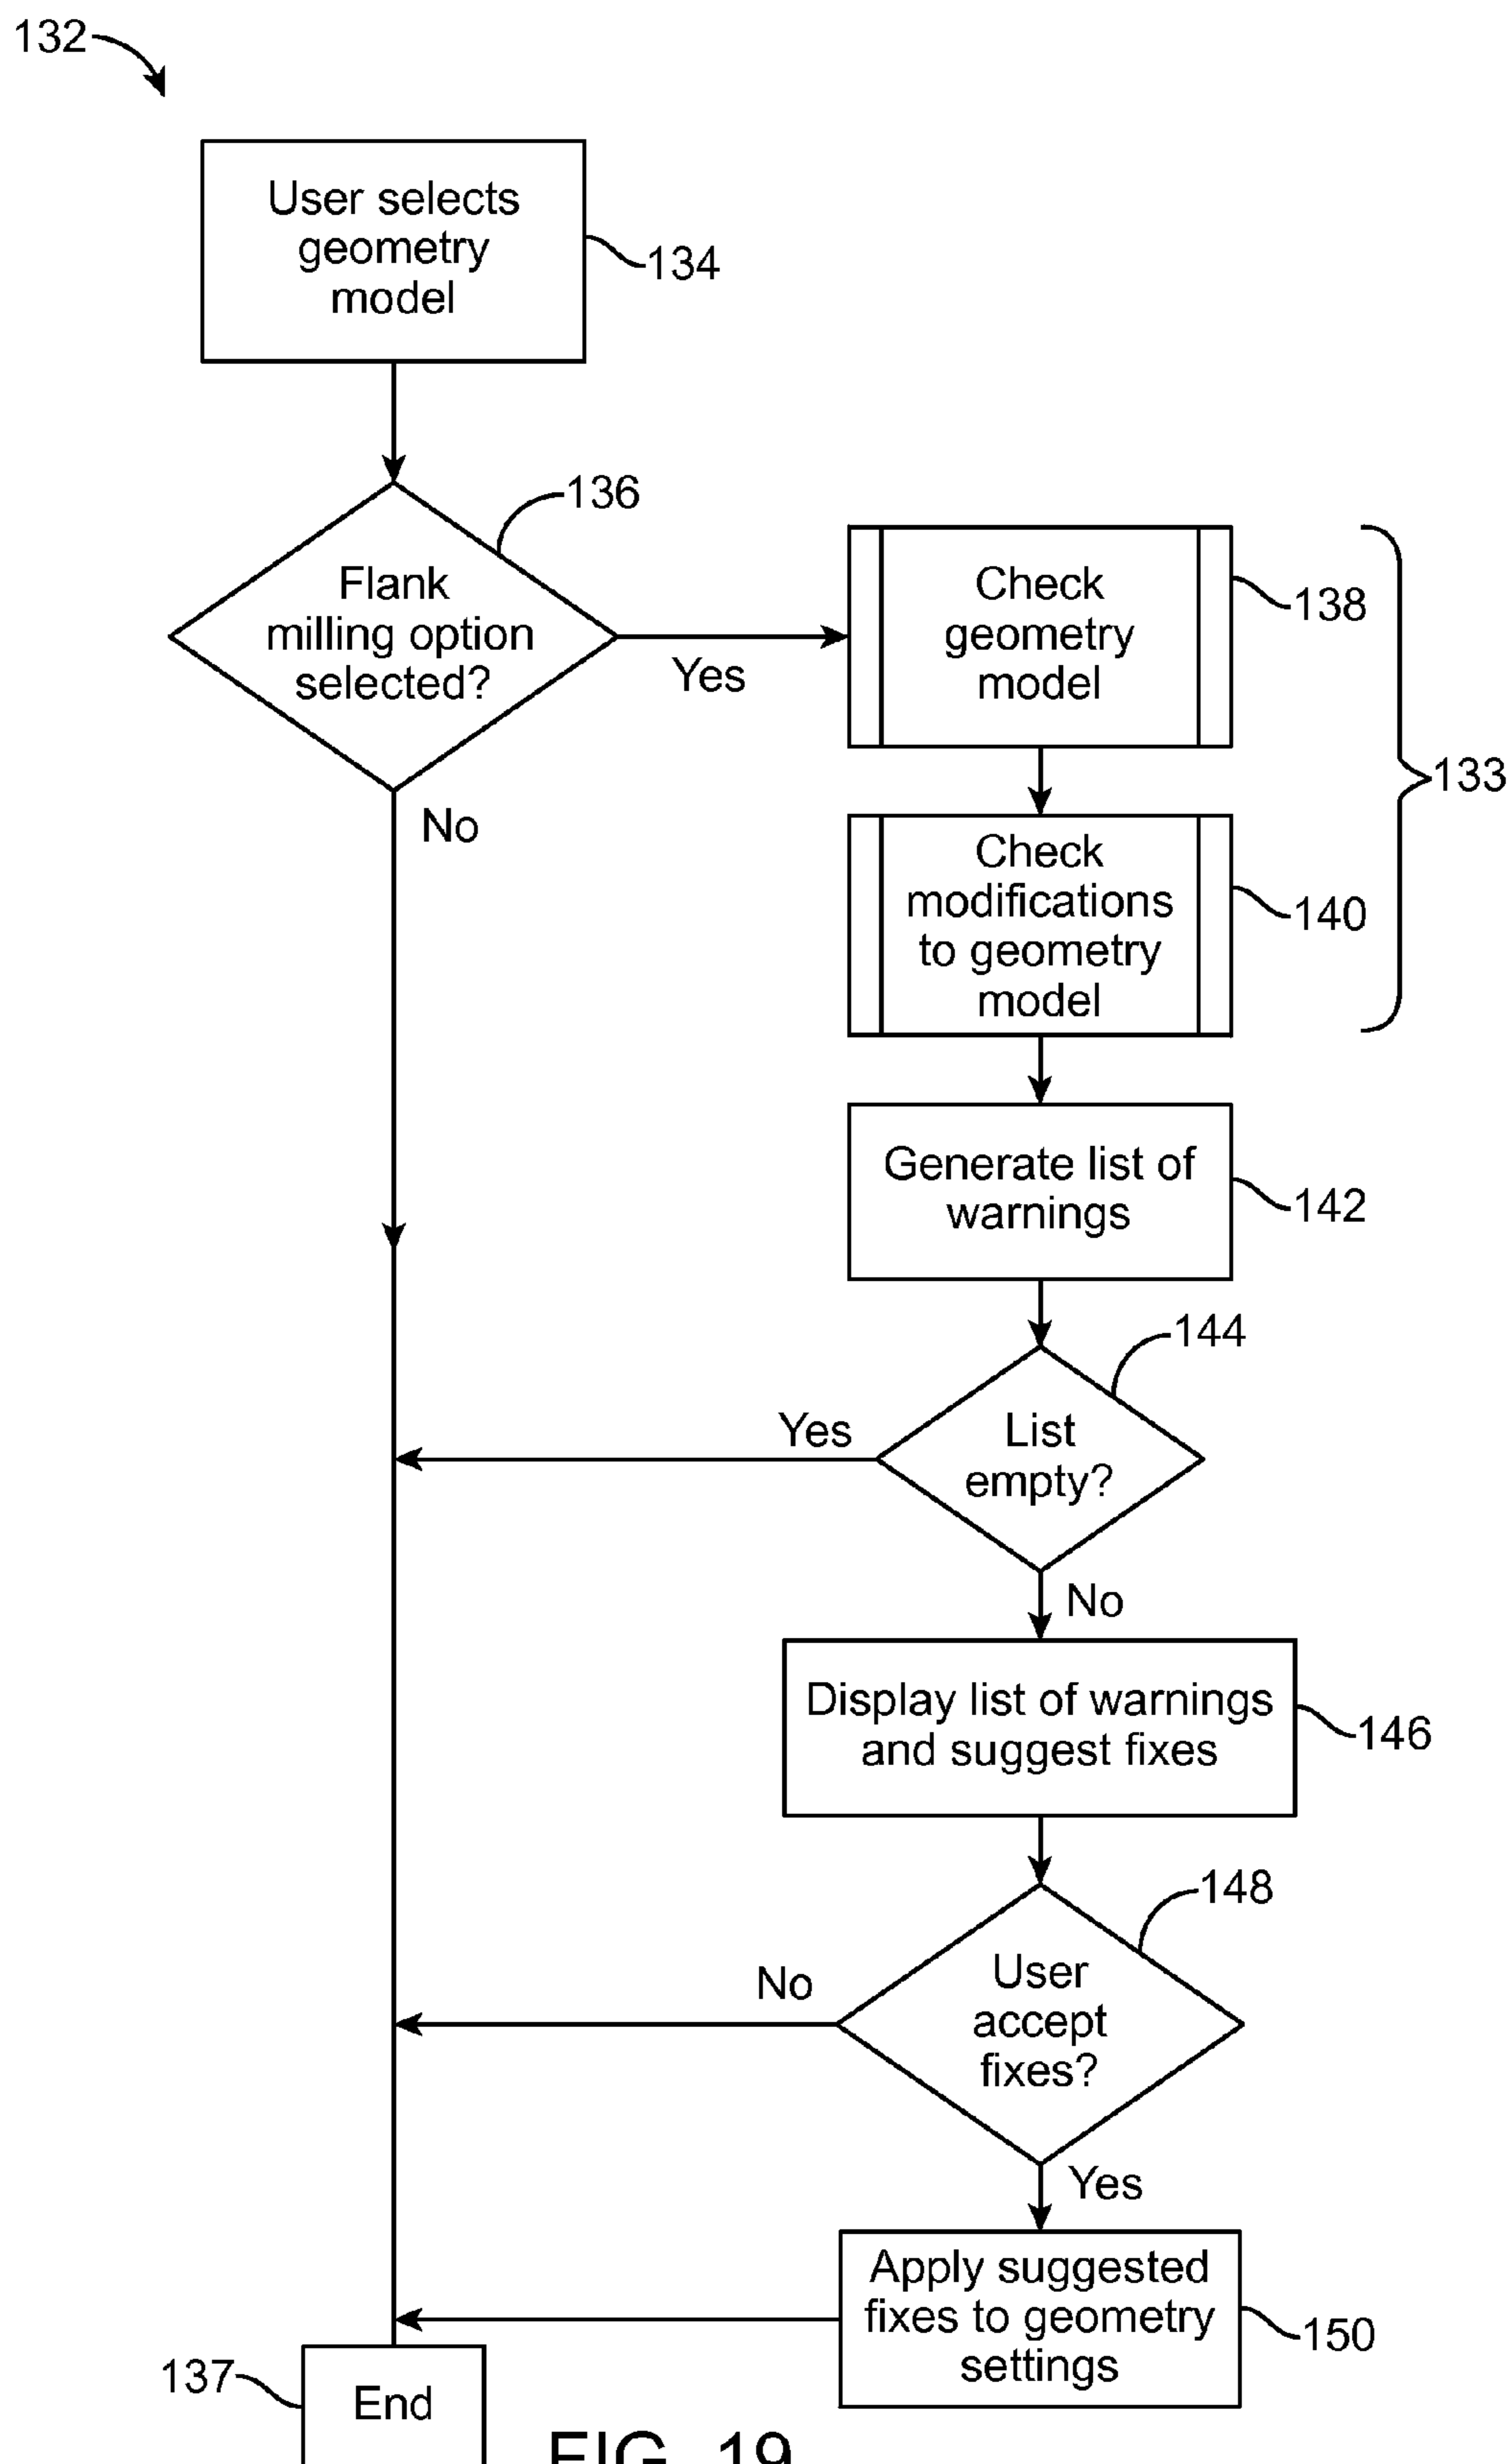 132
User selects
geometry
model
134
136
Flank
milling option
selected?
Yes
No
Check
geometry
model
138
133
Check
modifications
to geometry
model
140
Generate list of
warnings
142
144
List
empty?
Yes
No
Display list of warnings
and suggest fixes
146
148
User
accept
fixes?
No
Yes
Apply suggested
fixes to geometry
settings
150
137
End
FIG. 19